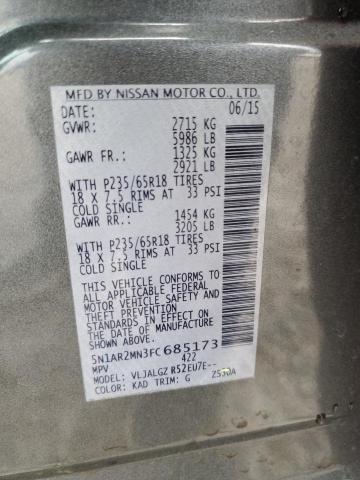 MFD BY NISSAN MOTOR CO., LTD.
DATE: 06/15
GVWR: 2715 KG
5986 LB
GAWR FR.: 1325 KG
2921 LB
WITH P235/65R18 TIRES
18 X 7.5 RIMS AT 33 PSI
COLD SINGLE
GAWR RR.: 1454 KG
3205 LB
WITH P235/65R18 TIRES
18 X 7.5 RIMS AT 33 PSI
COLD SINGLE
THIS VEHICLE CONFORMS TO
ALL APPLICABLE FEDERAL
MOTOR VEHICLE SAFETY AND
BUMPER STANDARDS IN
EFFECT ON THE DATE OF
MANUFACTURE SHOWN ABOVE.
5N1AR2MN3FC685173
MPV 422
MODEL: VLJALGZ R52EU7E--
COLOR: KAD TRIM: G